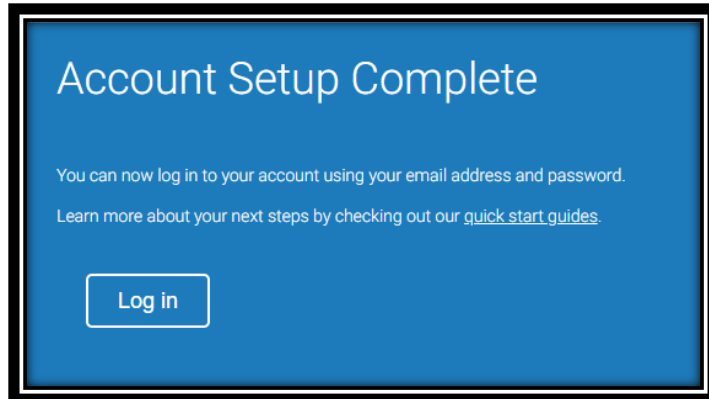 Account Setup Complete
You can now log in to your account using your email address and password.
Learn more about your next steps by checking out our quick start guides.
Log in